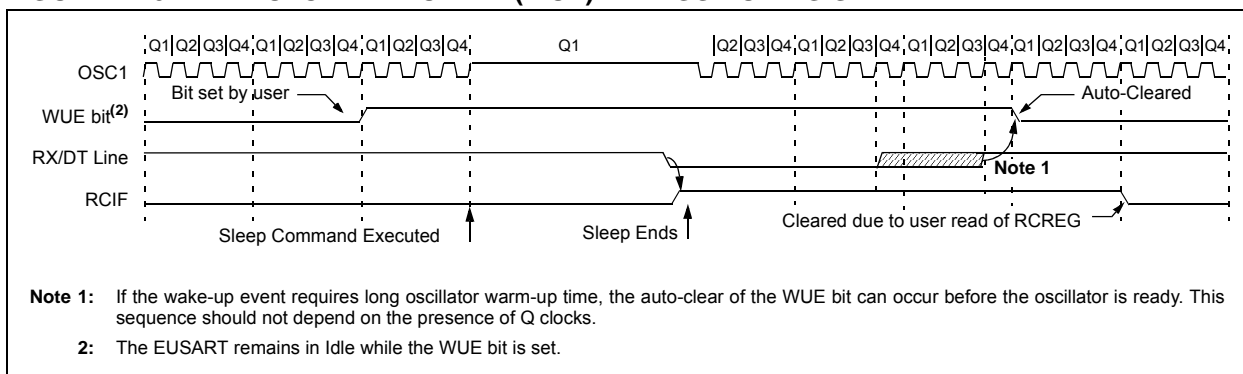 Q1 Q2 Q3 Q4 Q1 Q2 Q3 Q4 Q1 Q2 Q3 Q4 Q1 Q2 Q3 Q4 Q1 Q2 Q3 Q4 Q1 Q2 Q3 Q4 Q1 Q2 Q3 Q4 Q1 Q2 Q3 Q4
OSC1
Bit set by user
Auto-Cleared
WUE bit(2)
RX/DT Line
Note 1
RCIF
Cleared due to user read of RCREG
Sleep Command Executed
Sleep Ends
Note 1: If the wake-up event requires long oscillator warm-up time, the auto-clear of the WUE bit can occur before the oscillator is ready. This
sequence should not depend on the presence of Q clocks.
2: The EUSART remains in Idle while the WUE bit is set.